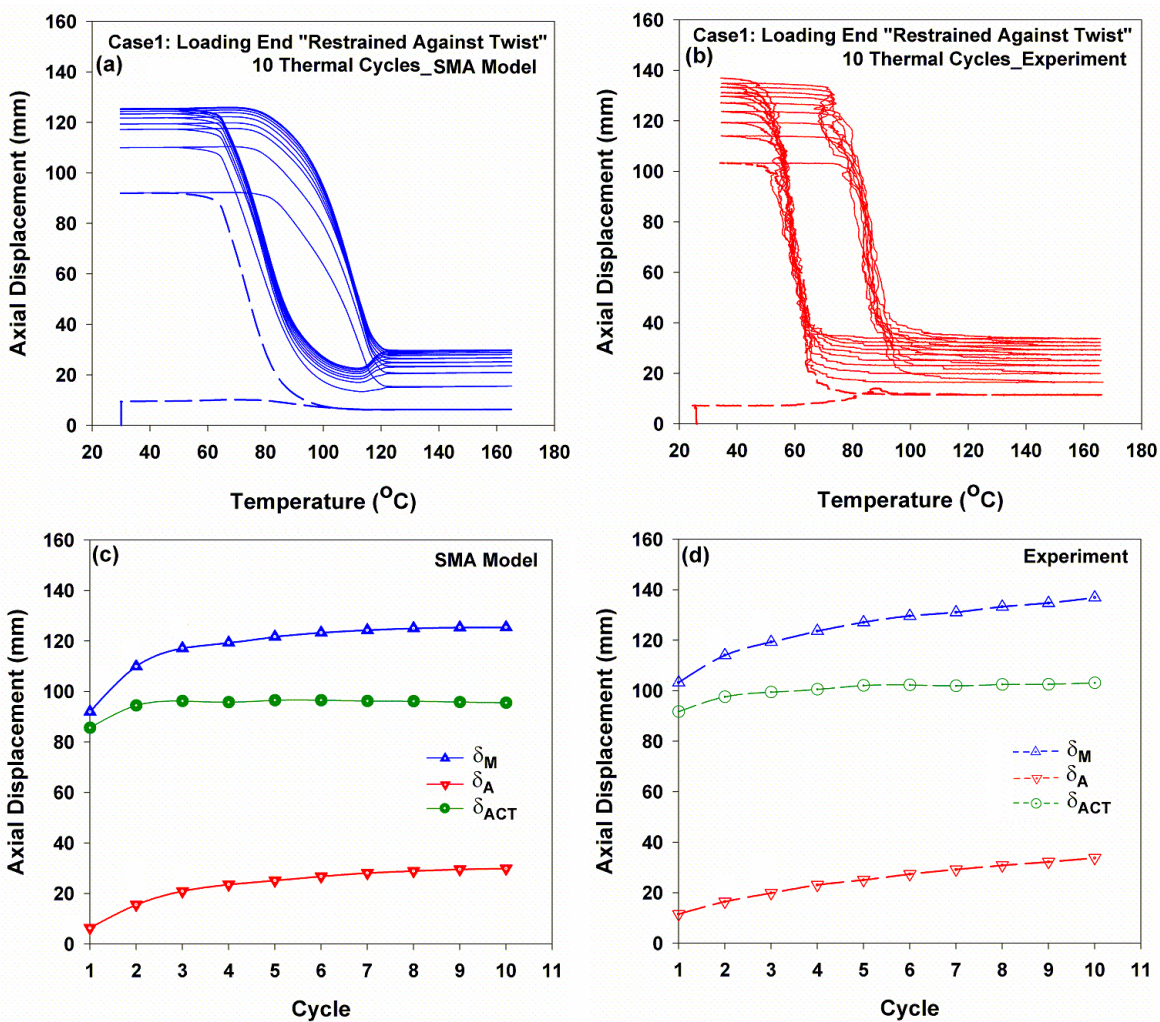 Case1: Loading End "Restrained Against Twist"
(a)
10 Thermal Cycles_SMA Model
160
140
120
100
80
60
40
20
0
Axial Displacement (mm)
20 40 60 80 100 120 140 160 180
Temperature (OC)
Case1: Loading End "Restrained Against Twist"
(b)
10 Thermal Cycles_Experiment
160
140
120
100
80
60
40
20
0
Axial Displacement (mm)
20 40 60 80 100 120 140 160 180
Temperature (OC)
(c)
SMA Model
160
140
120
100
80
60
40
20
0
Axial Displacement (mm)
δM
δA
δACT
1 2 3 4 5 6 7 8 9 10 11
Cycle
(d)
Experiment
160
140
120
100
80
60
40
20
0
Axial Displacement (mm)
δM
δA
δACT
1 2 3 4 5 6 7 8 9 10 11
Cycle